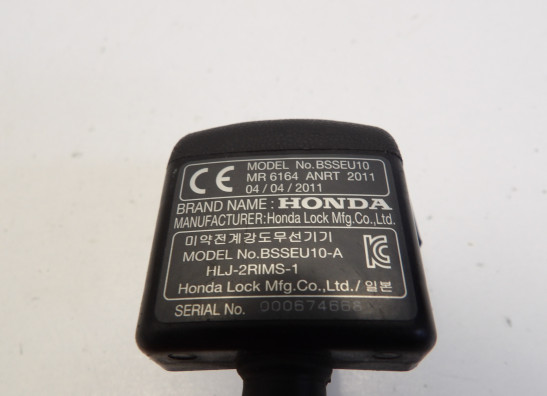 CE MODEL No.BSSEU10
MR 6164 ANRT 2011
04/04/2011
BRAND NAME : HONDA
MANUFACTURER:Honda Lock Mfg.Co.,Ltd.
미약전계강도무선기기
MODEL No.BSSEU10-A
HLJ-2RIMS-1
Honda Lock Mfg.Co.,Ltd./일본
SERIAL No. 000674668